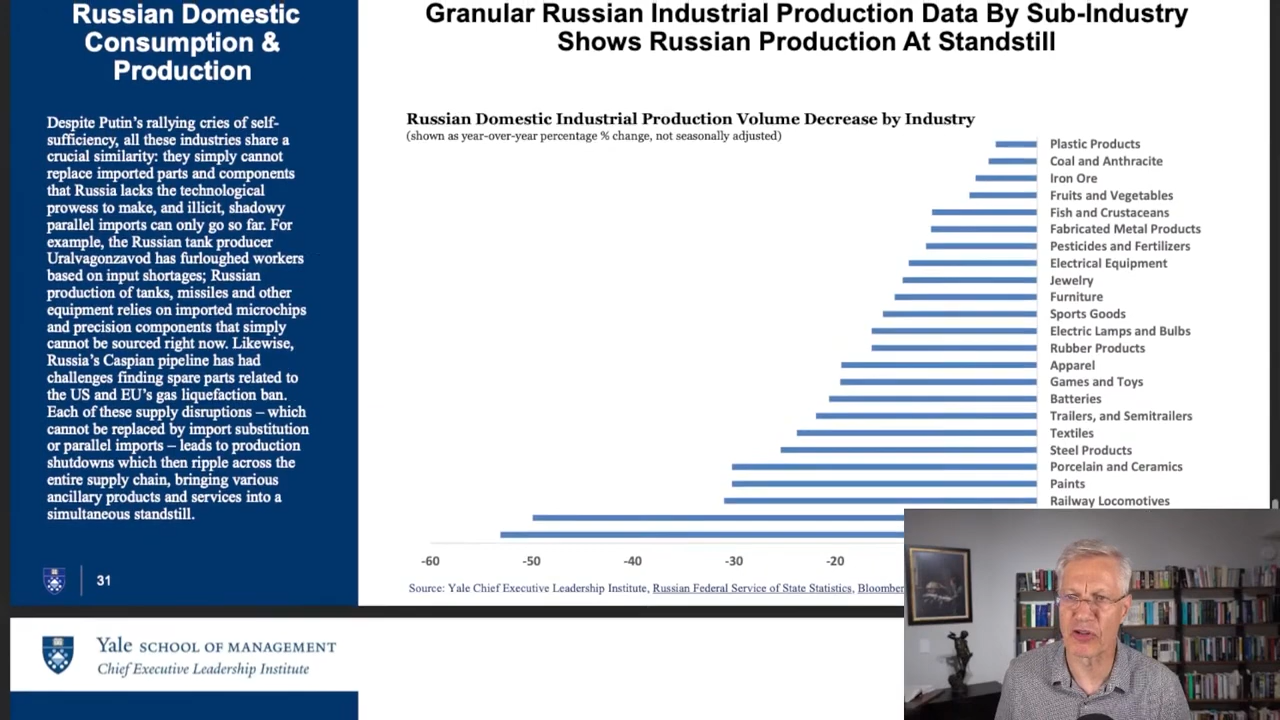 Russian Domestic
Consumption &
Production
Despite Putin’s rallying cries of self-
sufficiency, all these industries share a
crucial similarity: they simply cannot
replace imported parts and components
that Russia lacks the technological
prowess to make, and illicit, shadowy
parallel imports can only go so far. For
example, the Russian tank producer
Uralvagonzavod has furloughed workers
based on input shortages; Russian
production of tanks, missiles and other
equipment relies on imported microchips
and precision components that simply
cannot be sourced right now. Likewise,
Russia’s Caspian pipeline has had
challenges finding spare parts related to
the US and EU’s gas liquefaction ban.
Each of these supply disruptions – which
cannot be replaced by import substitution
or parallel imports – leads to production
shutdowns which then ripple across the
entire supply chain, bringing various
ancillary products and services into a
simultaneous standstill.
31
Granular Russian Industrial Production Data By Sub-Industry
Shows Russian Production At Standstill
Russian Domestic Industrial Production Volume Decrease by Industry
(shown as year-over-year percentage % change, not seasonally adjusted)
Plastic Products
Coal and Anthracite
Iron Ore
Fruits and Vegetables
Fish and Crustaceans
Fabricated Metal Products
Pesticides and Fertilizers
Electrical Equipment
Jewelry
Furniture
Sports Goods
Electric Lamps and Bulbs
Rubber Products
Apparel
Games and Toys
Batteries
Trailers, and Semitrailers
Textiles
Steel Products
Porcelain and Ceramics
Paints
Railway Locomotives
-60 -50 -40 -30 -20
Source: Yale Chief Executive Leadership Institute, Russian Federal Service of State Statistics, Bloomber
Yale SCHOOL OF MANAGEMENT
Chief Executive Leadership Institute